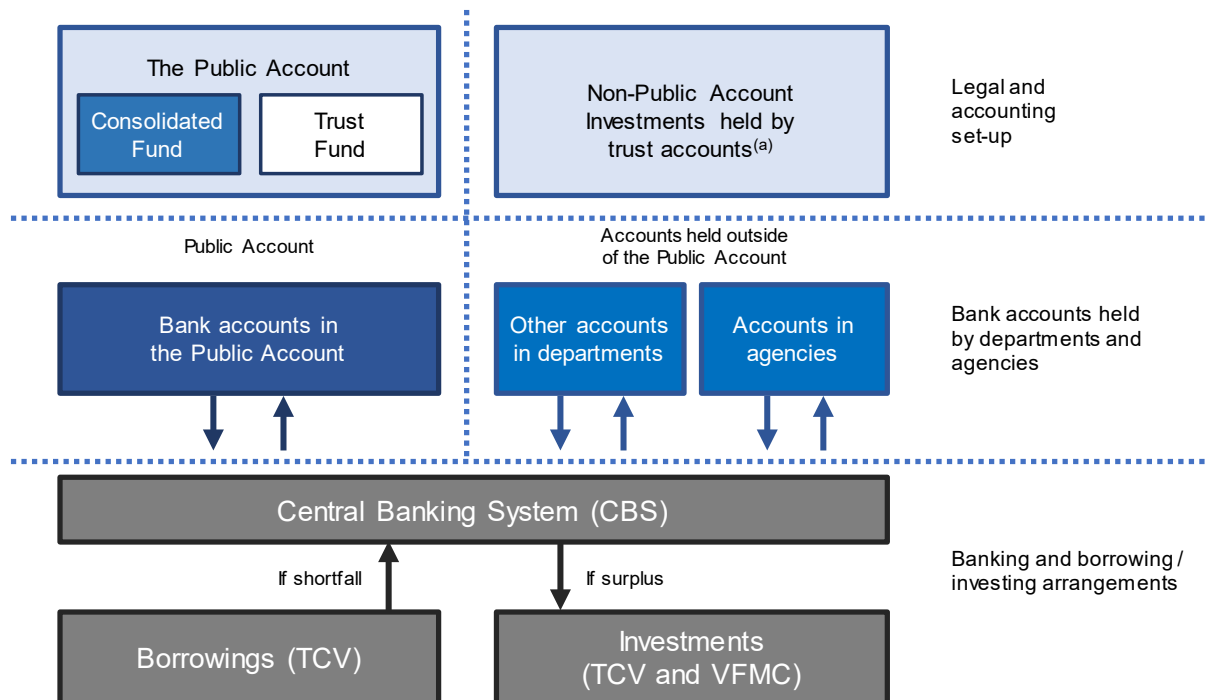 The Public Account
Consolidated
Fund
Trust
Fund
Non-Public Account
Investments held by
trust accounts(a)
Legal and
accounting
set-up
Public Account
Accounts held outside
of the Public Account
Bank accounts in
the Public Account
Other accounts
in departments
Accounts in
agencies
Bank accounts held
by departments and
agencies
Central Banking System (CBS)
If shortfall
If surplus
Banking and borrowing /
investing arrangements
Borrowings (TCV)
Investments
(TCV and VFMC)